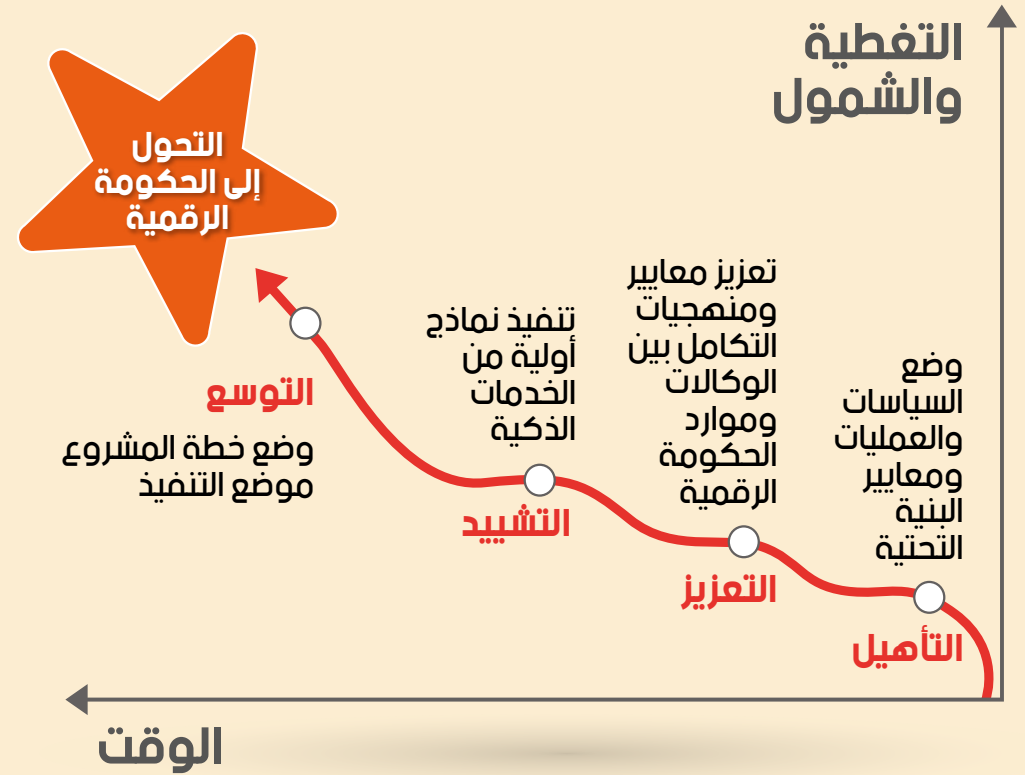 التغطية
والشمول
التحول
إلى الحكومة
الرقمية
وضع
السياسات
والعمليات
ومعايير
البنية
التحتية
التأهيل
تعزيز معايير
ومنهجيات
التكامل بين
الوكالات
وموارد
الحكومة
الرقمية
التعزيز
تنفيذ نماذج
أولية من
الخدمات
الذكية
التشييد
التوسع
وضع خطة المشروع
موضع التنفيذ
الوقت